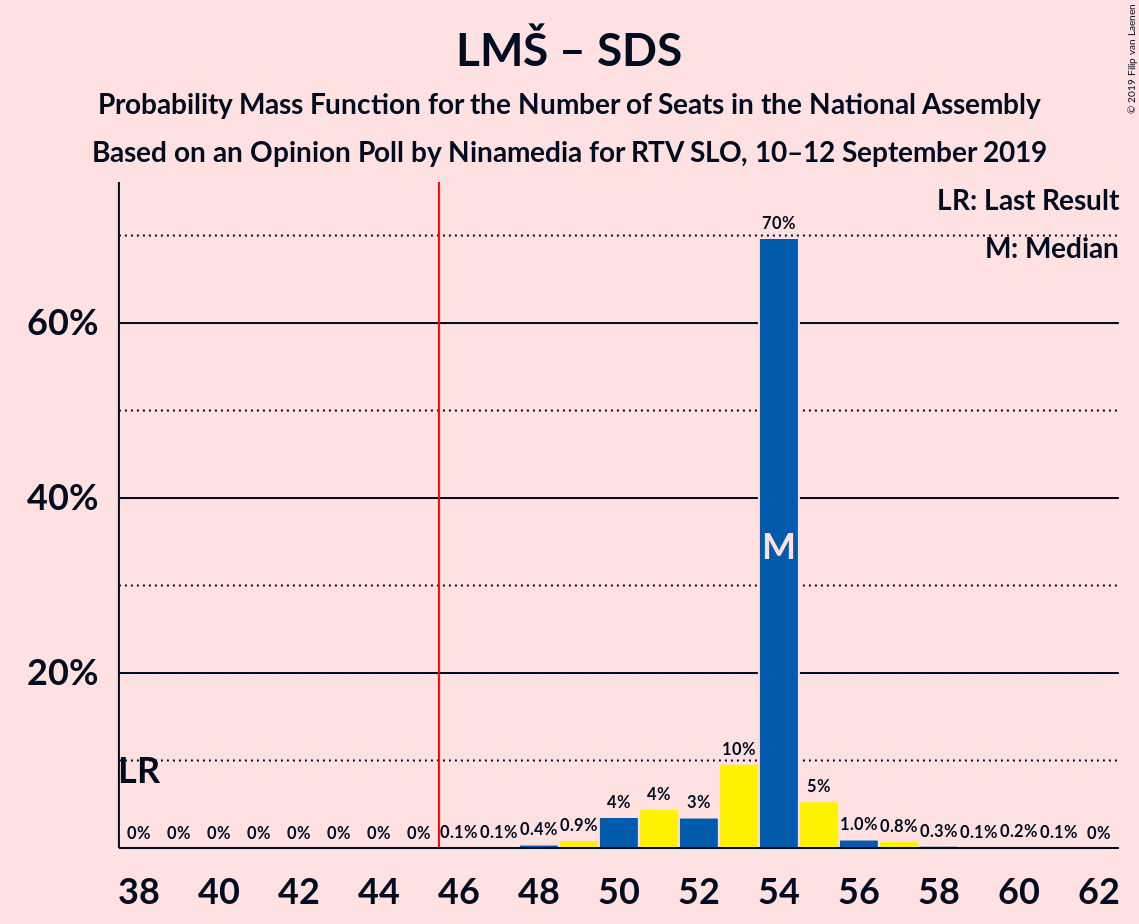 LMŠ – SDS
Probability Mass Function for the Number of Seats in the National Assembly
Based on an Opinion Poll by Ninamedia for RTV SLO, 10–12 September 2019
© 2019 Filip van Laenen
LR: Last Result
M: Median
60%
40%
20%
LR
M
0% 0% 0% 0% 0% 0% 0% 0% 0.1% 0.1% 0.4% 0.9% 4% 4% 3% 10% 70% 5% 1.0% 0.8% 0.3% 0.1% 0.2% 0.1% 0%
38 40 42 44 46 48 50 52 54 56 58 60 62